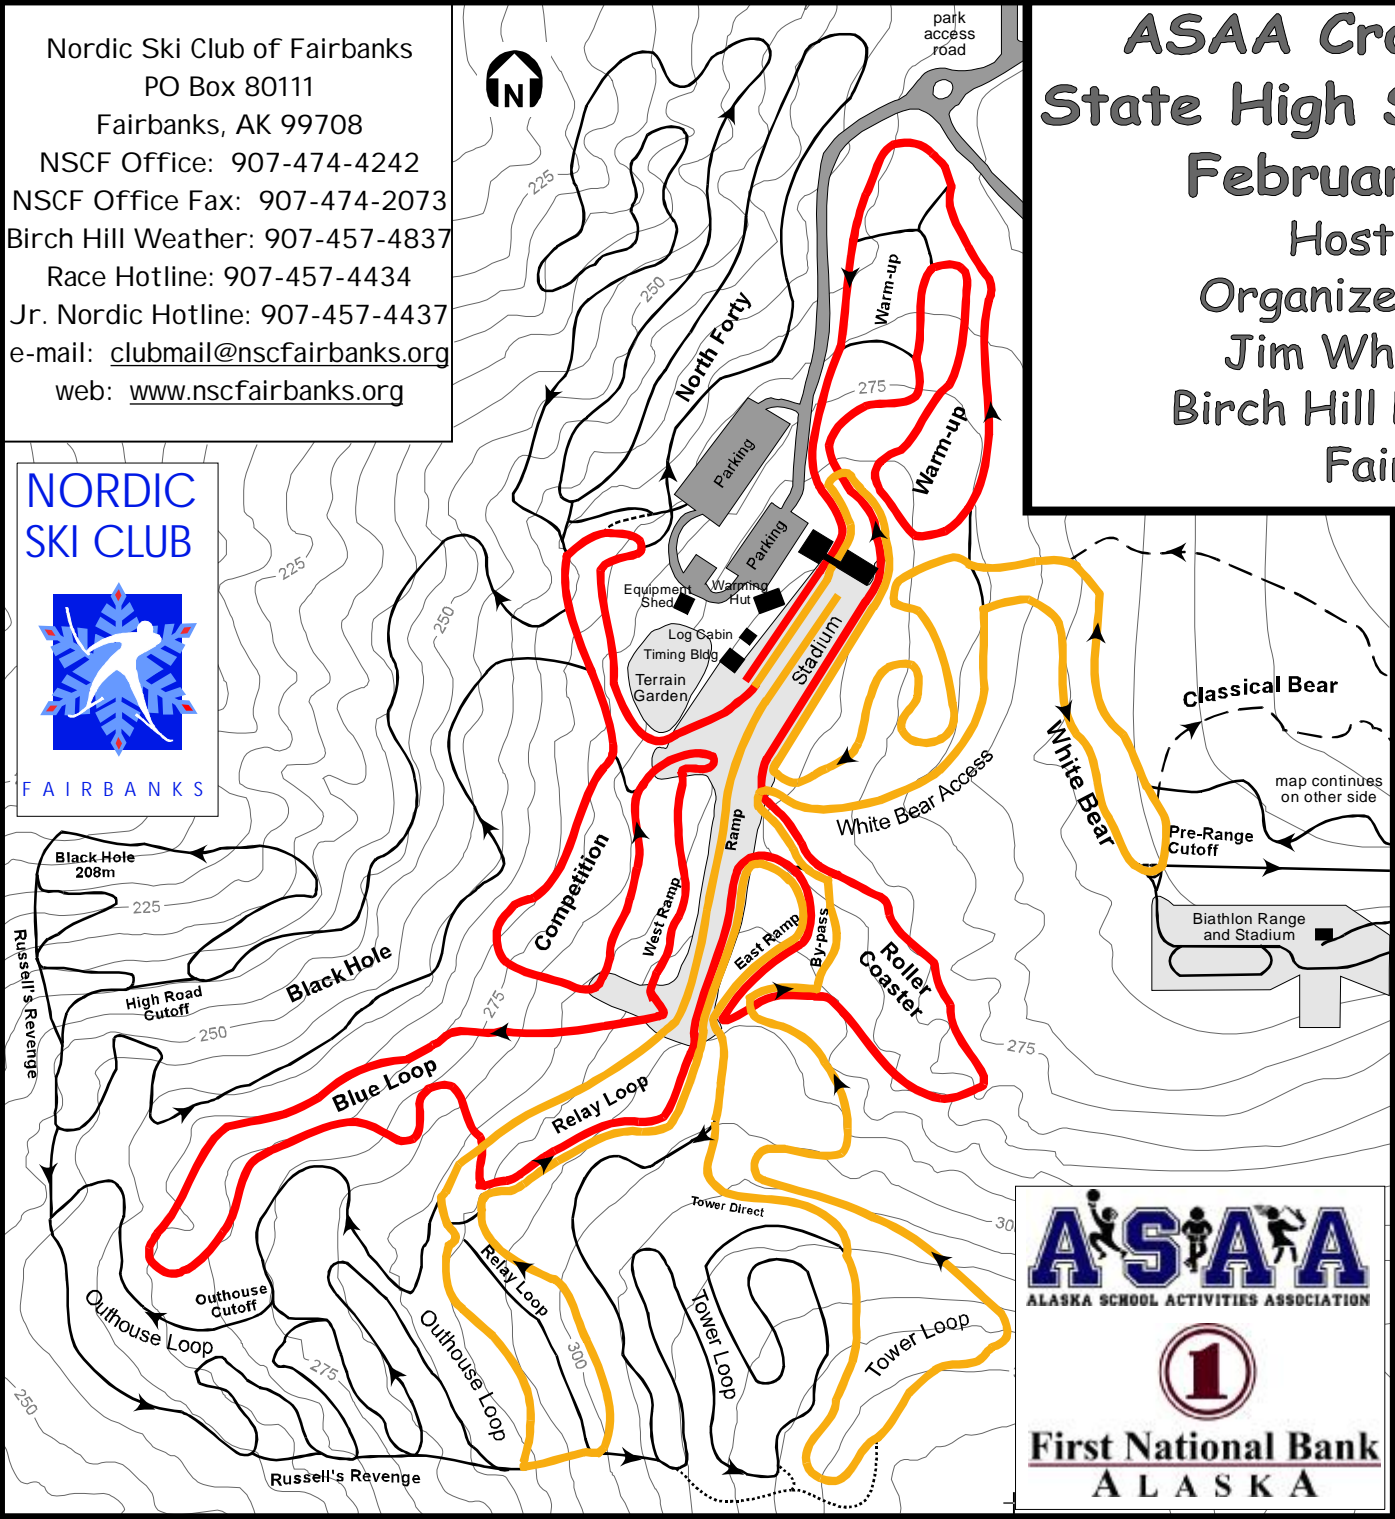 Nordic Ski Club of Fairbanks
PO Box 80111
Fairbanks, AK 99708
NSCF Office: 907-474-4242
NSCF Office Fax: 907-474-2073
Birch Hill Weather: 907-457-4837
Race Hotline: 907-457-4434
Jr. Nordic Hotline: 907-457-4437
e-mail: clubmail@nscfairbanks.org
web: www.nscfairbanks.org
N
park
access
road
ASAA
State High
Host
Jim
Birch Hill
NORDIC
SKI CLUB
FAIRBANKS
225
250
North Forty
Warm-up
275
Warm-up
Parking
Parking
225
250
Equipment
Shed
Warming
Hut
Log Cabin
Timing Bldg
Terrain
Garden
Stadium
Classical Bear
White Bear
map continues
on other side
White Bear Access
Ramp
Pre-Range
Cutoff
Black Hole
208m
225
Competition
West Ramp
East Ramp
By-pass
Roller
Coaster
Biathlon Range
and Stadium
Russell's Revenge
Black Hole
High Road
Cutoff
250
275
275
Blue Loop
Relay Loop
Tower Direct
30
Relay Loop
Outhouse
Cutoff
Outhouse Loop
Outhouse Loop
275
300
Tower Loop
Tower Loop
250
Russell's Revenge
ASAA
ALASKA SCHOOL ACTIVITIES ASSOCIATION
1
First National Bank
ALASKA